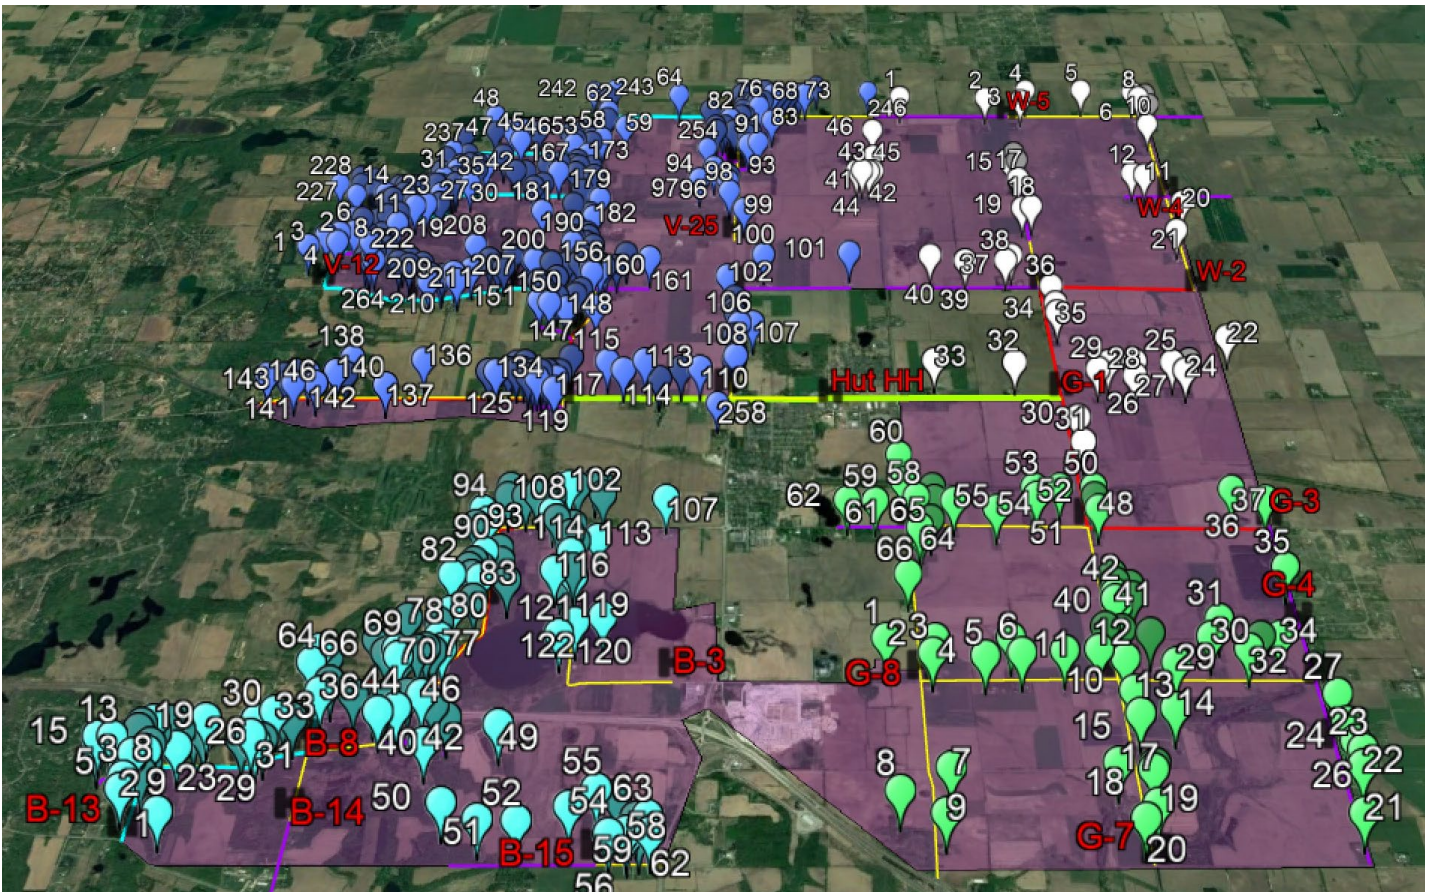 242 62 243 64 76 68 73 1 2 4 5 8
48 82 246 3 W-5 6 10
237 47 45 46 53 58 59 254 91 83 46
228 14 31 35 42 167 173 94 98 93 43 45 15 17 12
227 11 23 27 30 181 179 97 96 41 42 18 11
6 19 208 190 182 99 44 19 W-4 20
3 2 8 V-25
1 4 222 200 156 100 101 38 21
V-12 209 211 207 150 160 161 102 37 36 W-2
264 210 151 147 148 106 40 39 34 35
138 115 108 107 32 29 25 22
143 146 140 136 134 113 33 28 24
141 142 137 125 117 114 110 Hut HH G-1 26 27
119 258 30 31
60
94 108 102 59 58 53 50
93 107 62 61 65 55 54 52 48 37 G-3
90 114 113 64 51 36
82 83 116 66 42 35
78 80 121 119 1 40 41 31 G-4
69 77 122 120 23 5 6 11 12 30 34
64 66 70 B-3 G-8 4 10 29 32 27
30 36 44 46 13 14
13 19 33
15 26 B-8 40 42 49 15 24 23
5 3 8 31 55 8 7 17 22
2 9 23 29 50 52 63 18 26
B-13 1 B-14 51 54 58 9 19 21
B-15 59 G-7 20
62
56